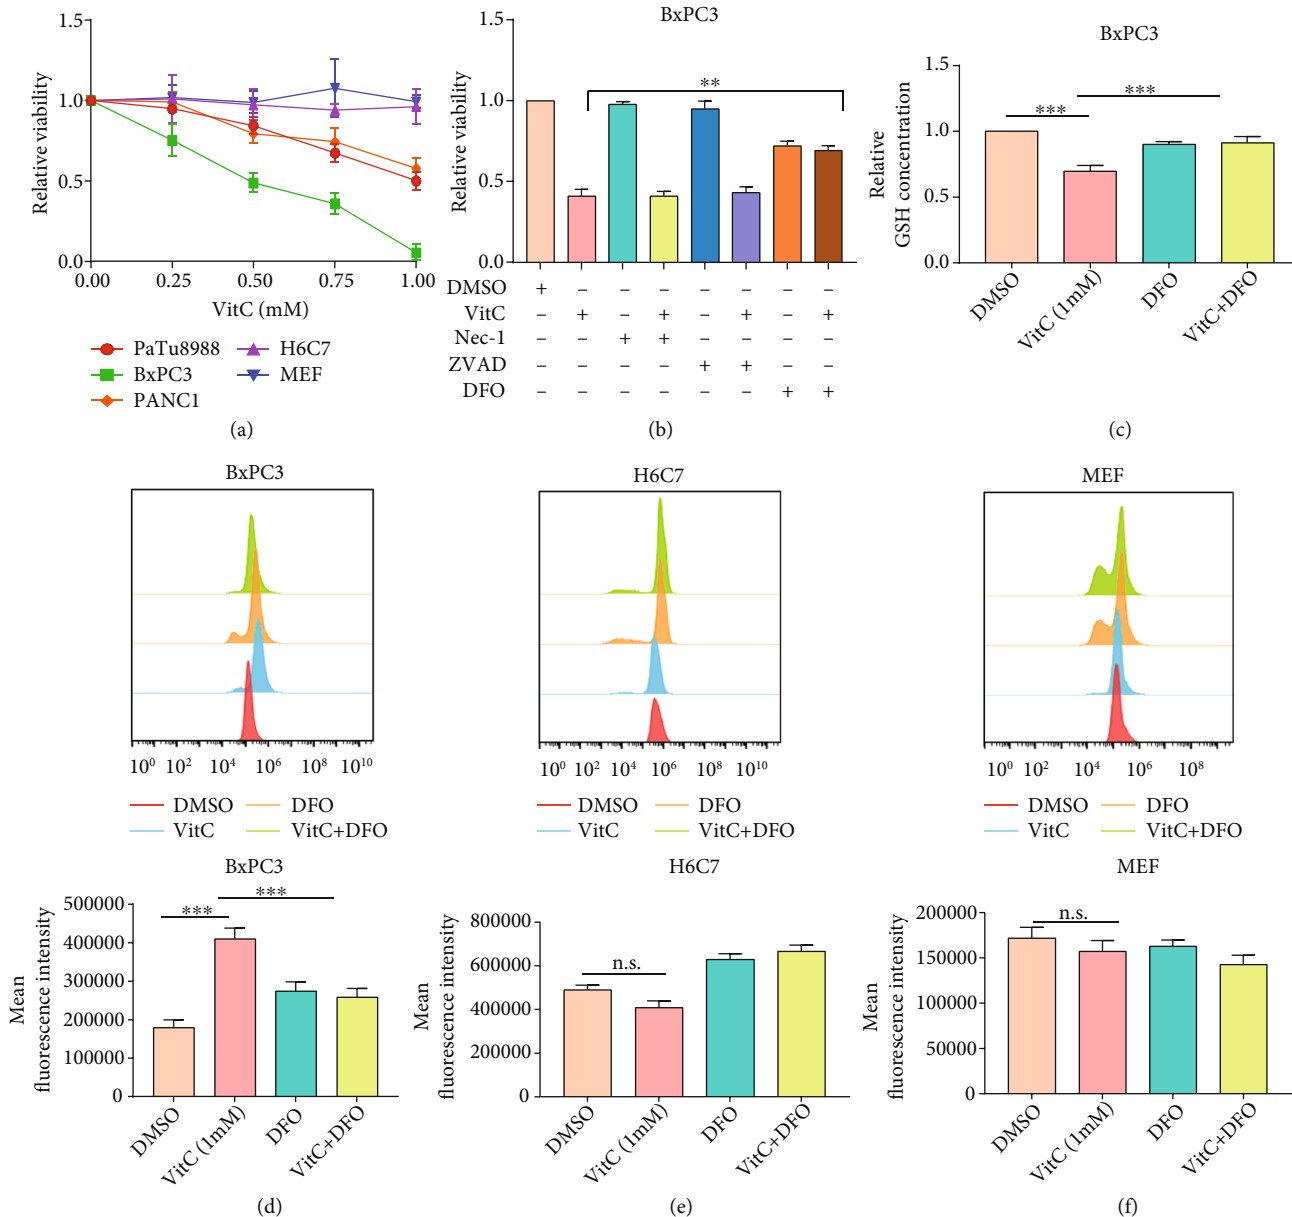 1.5
1.0
0.5
0.0
Relative viability
0.00 0.25 0.50 0.75 1.00
VitC (mM)
PaTu8988
BxPC3
PANC1
H6C7
MEF
(a)
BxPC3
1.5
1.0
0.5
0.0
Relative viability
**
DMSO + – – – – – – –
VitC – + – + – + – +
Nec-1 – – + + – – – –
ZVAD – – – – + + – –
DFO – – – – – – + +
(b)
BxPC3
1.5
1.0
0.5
0.0
Relative
GSH concentration
*** ***
DMSO
VitC (1mM)
DFO
VitC+DFO
(c)
BxPC3
10⁰ 10² 10⁴ 10⁶ 10⁸ 10¹⁰
DMSO DFO
VitC VitC+DFO
BxPC3
500000
400000
300000
200000
100000
0
Mean
fluorescence intensity
*** ***
DMSO
VitC (1mM)
DFO
VitC+DFO
(d)
H6C7
10⁰ 10² 10⁴ 10⁶ 10⁸ 10¹⁰
DMSO DFO
VitC VitC+DFO
H6C7
800000
600000
400000
200000
0
Mean
fluorescence intensity
n.s.
DMSO
VitC (1mM)
DFO
VitC+DFO
(e)
MEF
10⁰ 10² 10⁴ 10⁶ 10⁸
DMSO DFO
VitC VitC+DFO
MEF
200000
150000
100000
50000
0
Mean
fluorescence intensity
n.s.
DMSO
VitC (1mM)
DFO
VitC+DFO
(f)